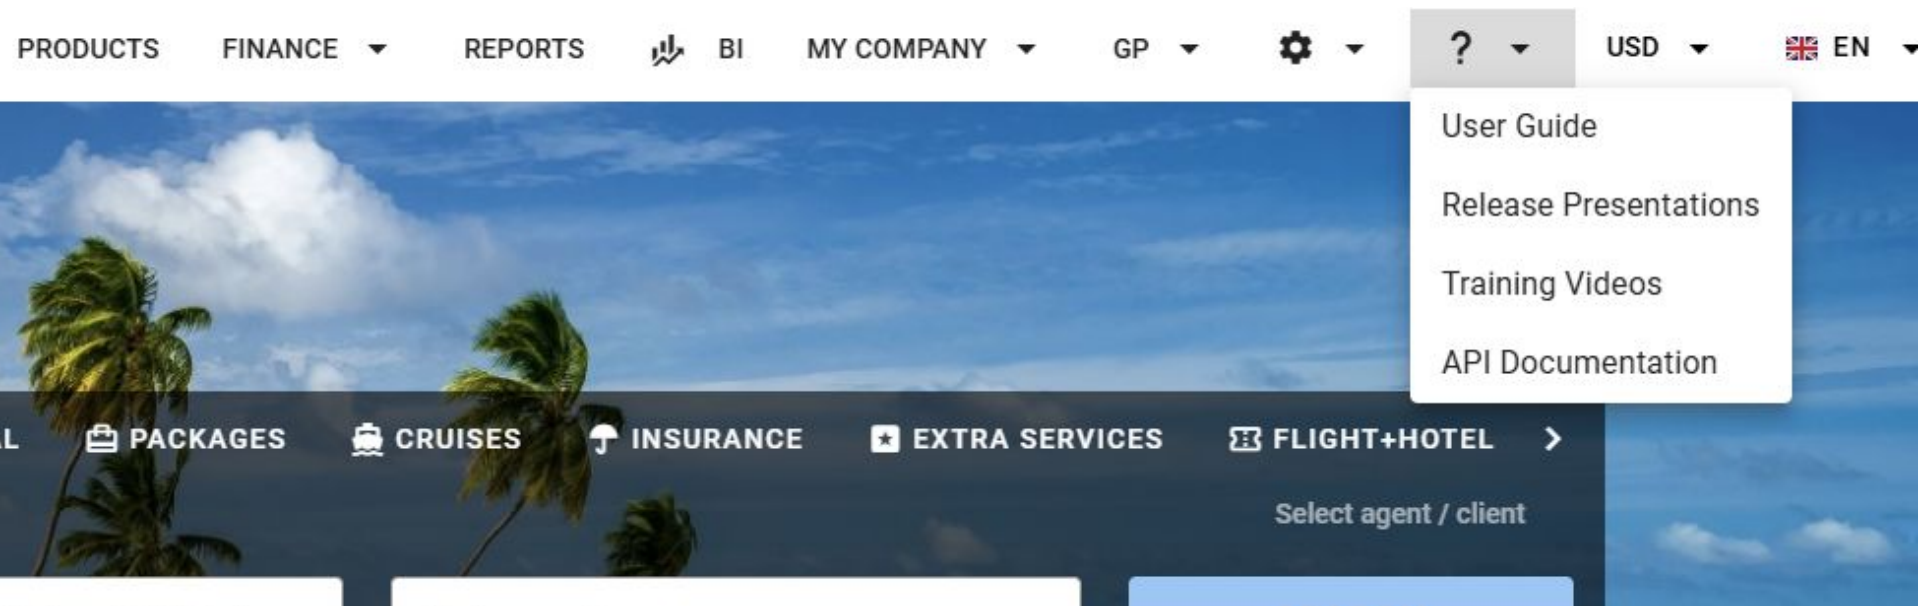 PRODUCTS FINANCE REPORTS BI MY COMPANY GP ? USD EN
User Guide
Release Presentations
Training Videos
API Documentation
PACKAGES CRUISES INSURANCE EXTRA SERVICES FLIGHT+HOTEL
Select agent / client